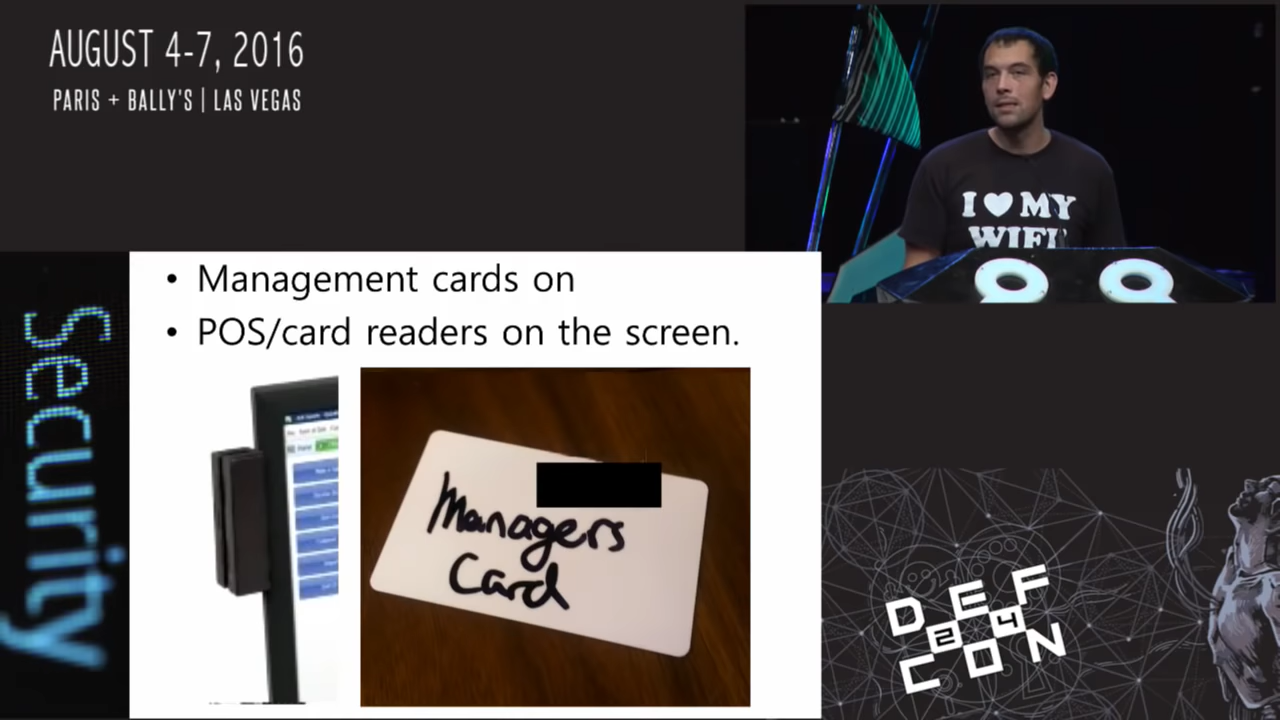 AUGUST 4-7, 2016
PARIS + BALLY'S | LAS VEGAS
I ♥ MY
WIFE
• Management cards on
• POS/card readers on the screen.
Security
Managers
Card
DEF
24
CON